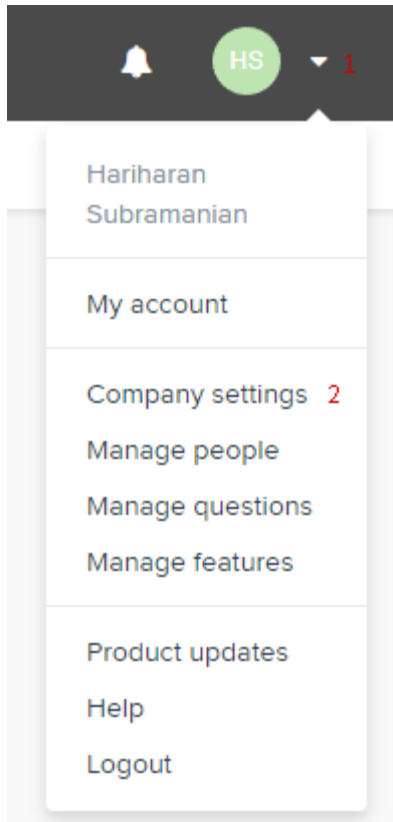 HS 1
Hariharan
Subramanian
My account
Company settings 2
Manage people
Manage questions
Manage features
Product updates
Help
Logout